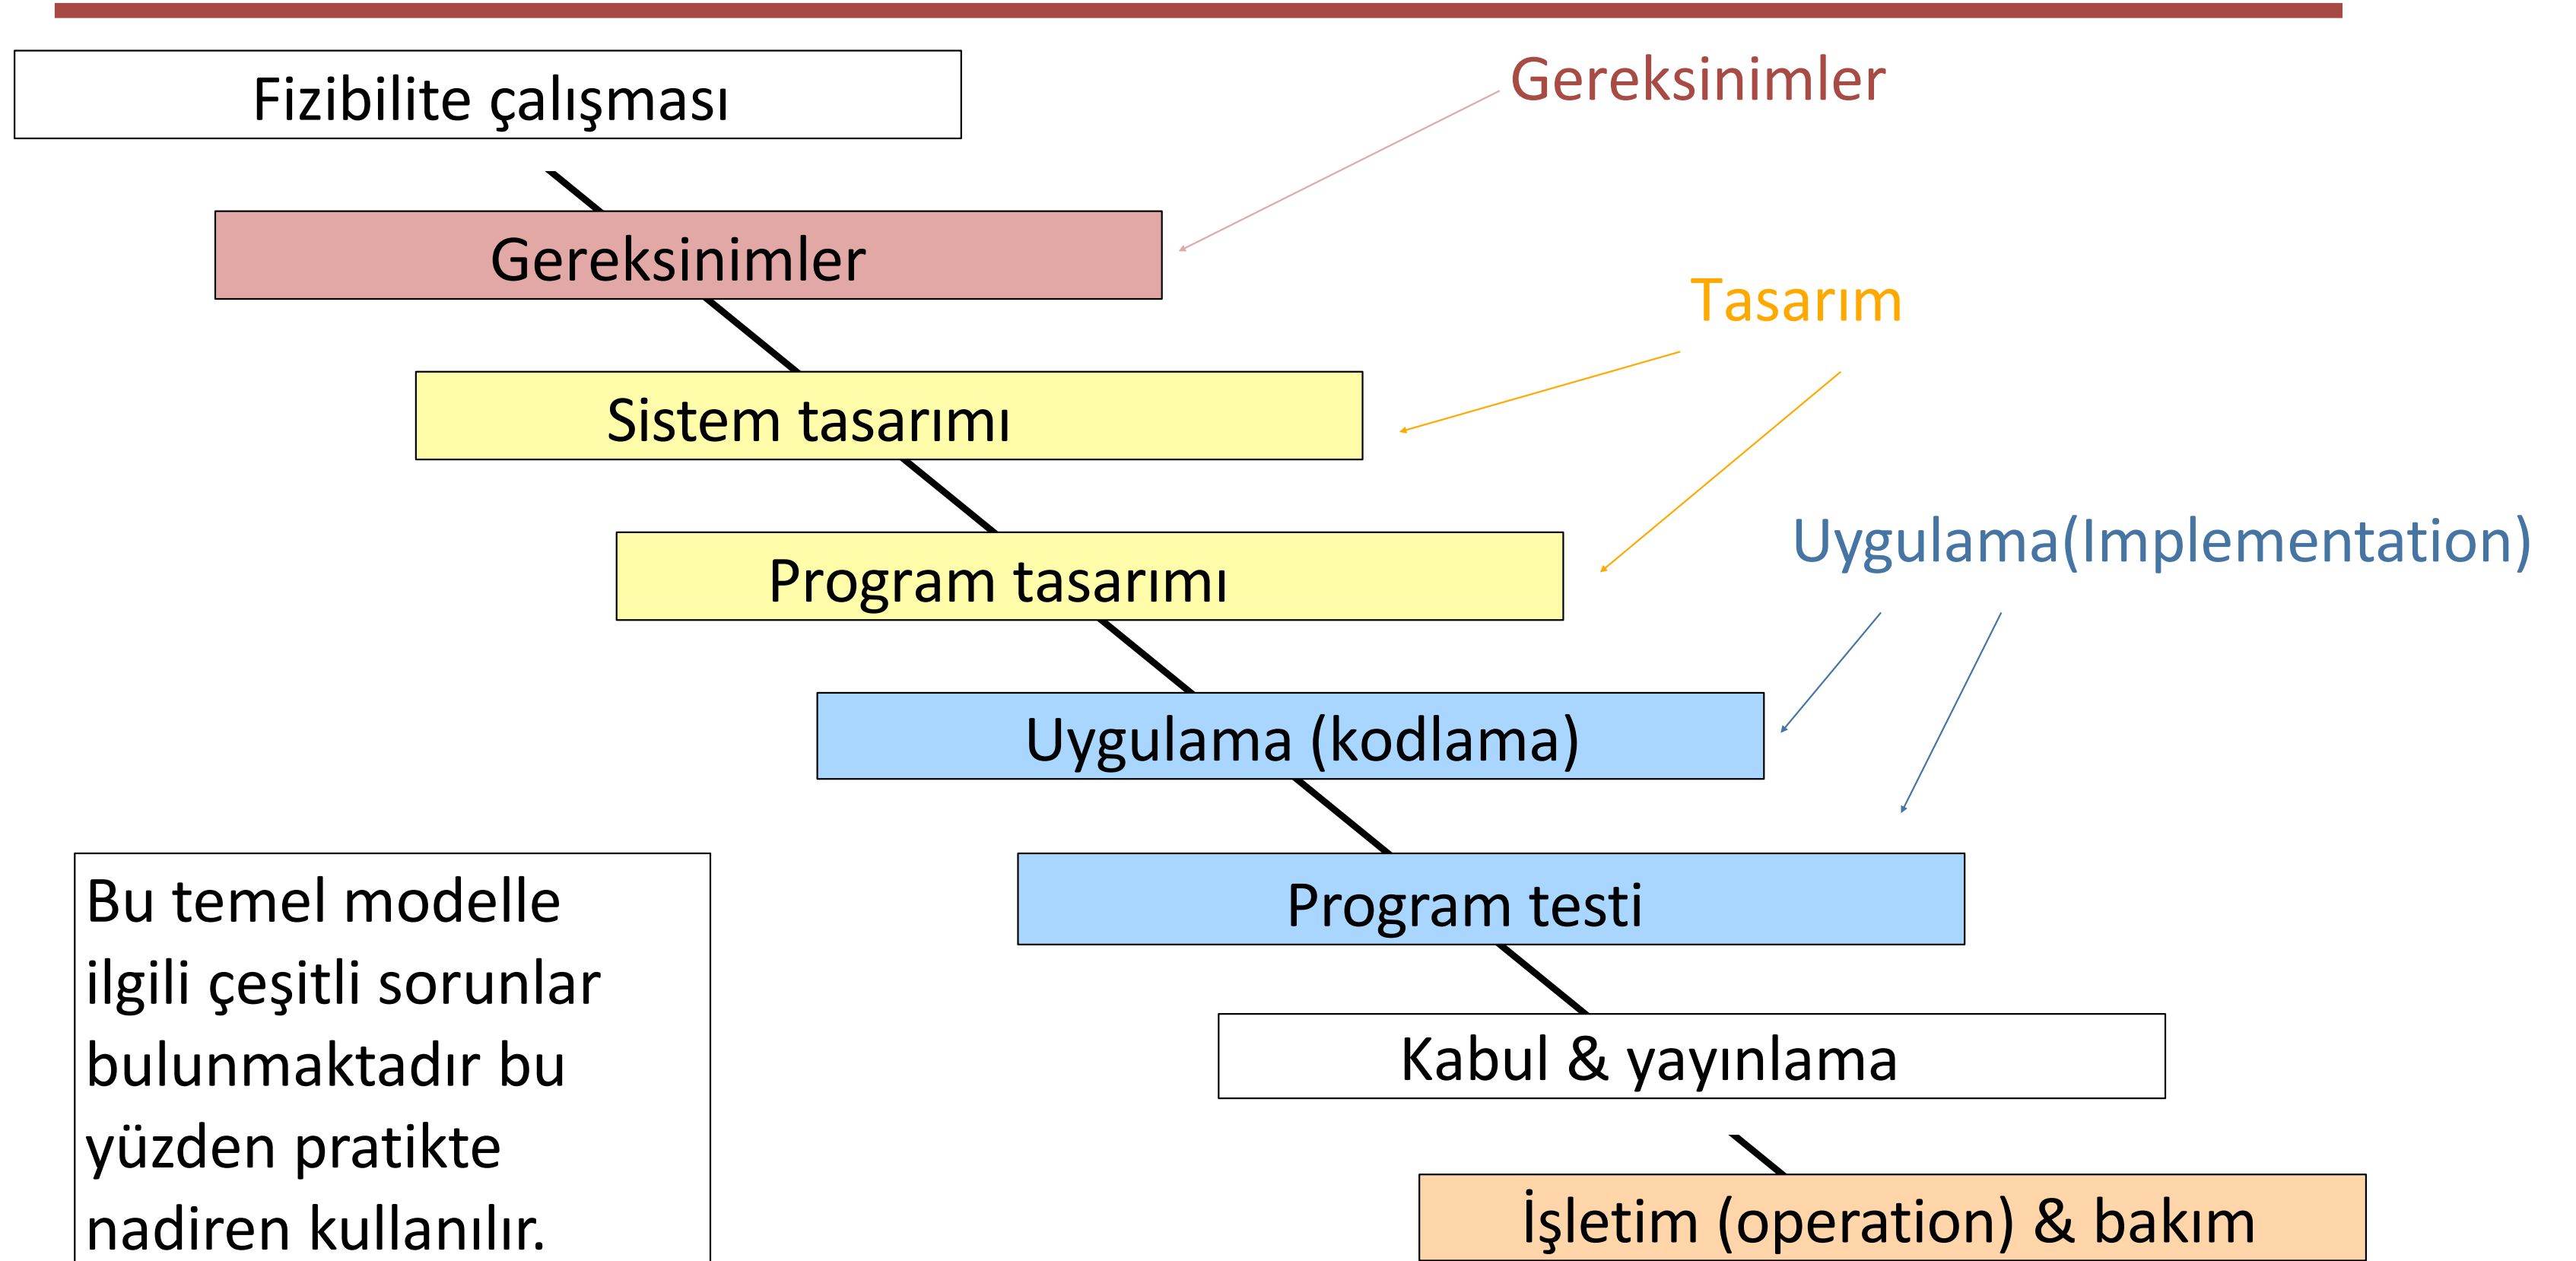 Fizibilite çalışması
Gereksinimler
Gereksinimler
Tasarım
Sistem tasarımı
Uygulama(Implementation)
Program tasarımı
Uygulama (kodlama)
Program testi
Bu temel modelle
ilgili çeşitli sorunlar
bulunmaktadır bu
yüzden pratikte
nadiren kullanılır.
Kabul & yayınlama
İşletim (operation) & bakım